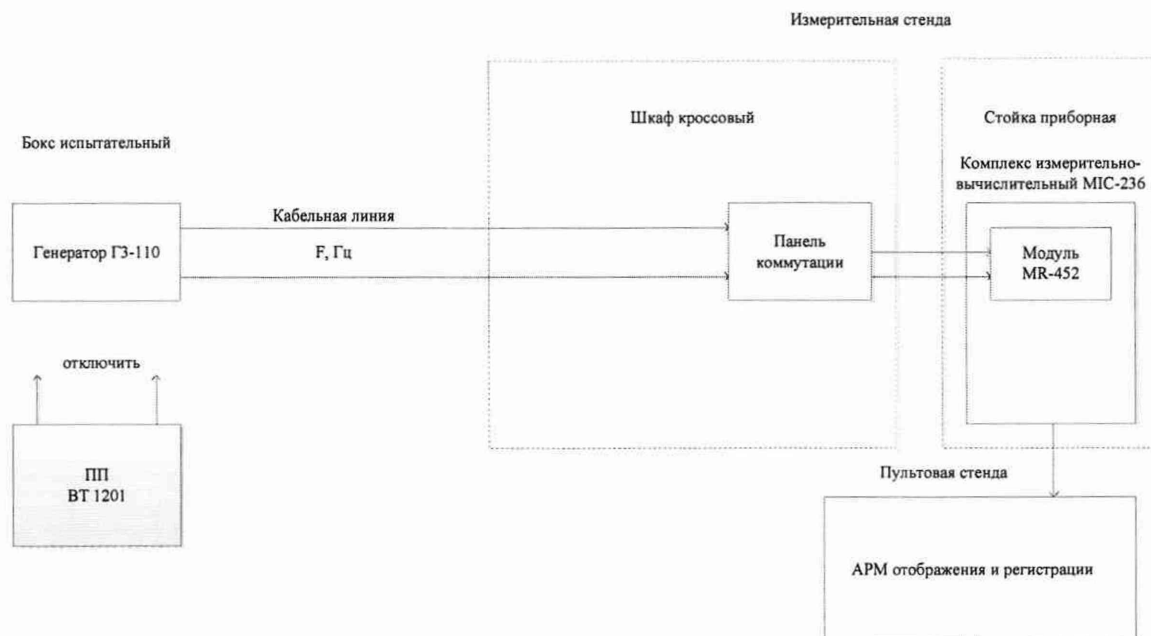 Измерительная стенда
Шкаф кроссовый
Стойка приборная
Бокс испытательный
Комплекс измерительно-
вычислительный MIC-236
Кабельная линия
Генератор ГЗ-110
F, Гц
Панель
коммутации
Модуль
MR-452
отключить
ПП
ВТ 1201
Пультовая стенда
АРМ отображения и регистрации